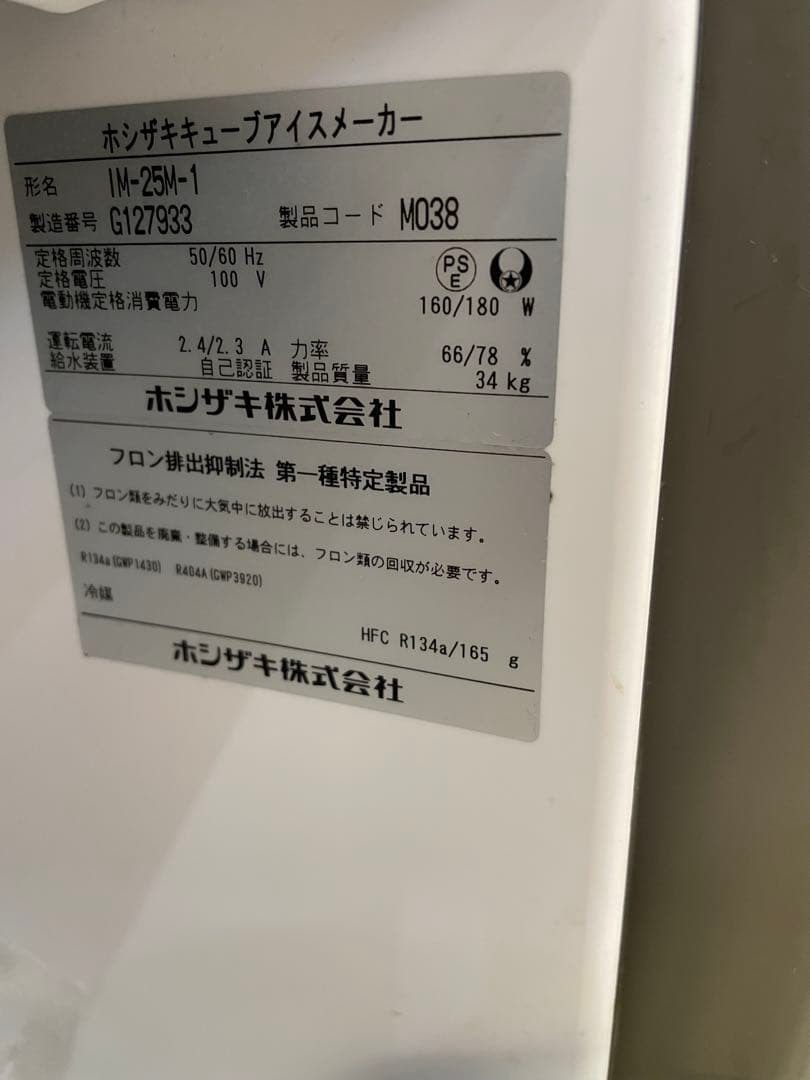 ホシザキキューブアイスメーカー
形名 IM-25M-1
製造番号 G127933 製品コード M038
定格周波数 50/60 Hz
定格電圧 100 V
PS E
電動機定格消費電力 160/180 W
運転電流 2.4/2.3 A 力率 66/78 %
給水装置 自己認証 製品質量 34 kg
ホシザキ株式会社
フロン排出抑制法 第一種特定製品
(1) フロン類をみだりに大気中に放出することは禁じられています。
(2) この製品を廃棄・整備する場合には、フロン類の回収が必要です。
R134a(GWP1430) R404A(GWP3920)
冷媒 HFC R134a/165 g
ホシザキ株式会社